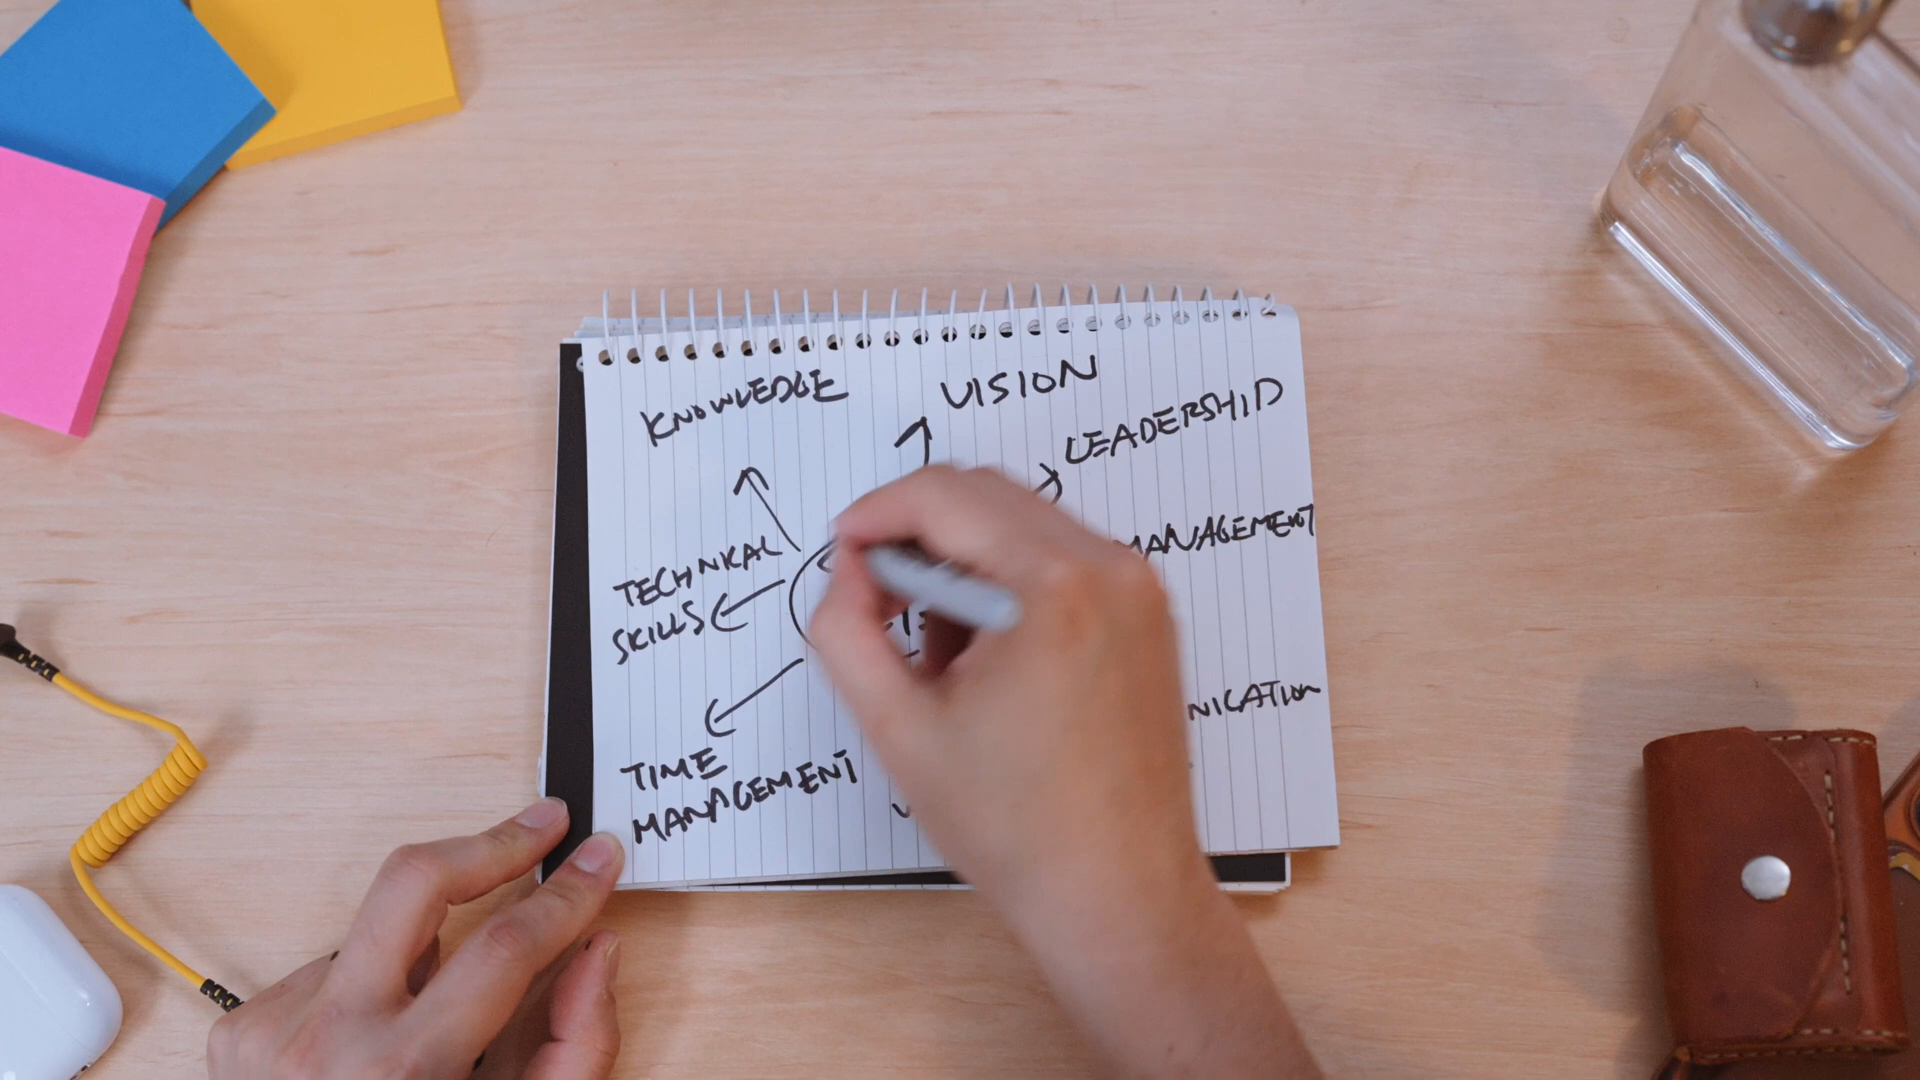 KNOWLEDGE
VISION
LEADERSHIP
MANAGEMENT
TECHNICAL
SKILLS
NICATION
TIME
MANAGEMENT